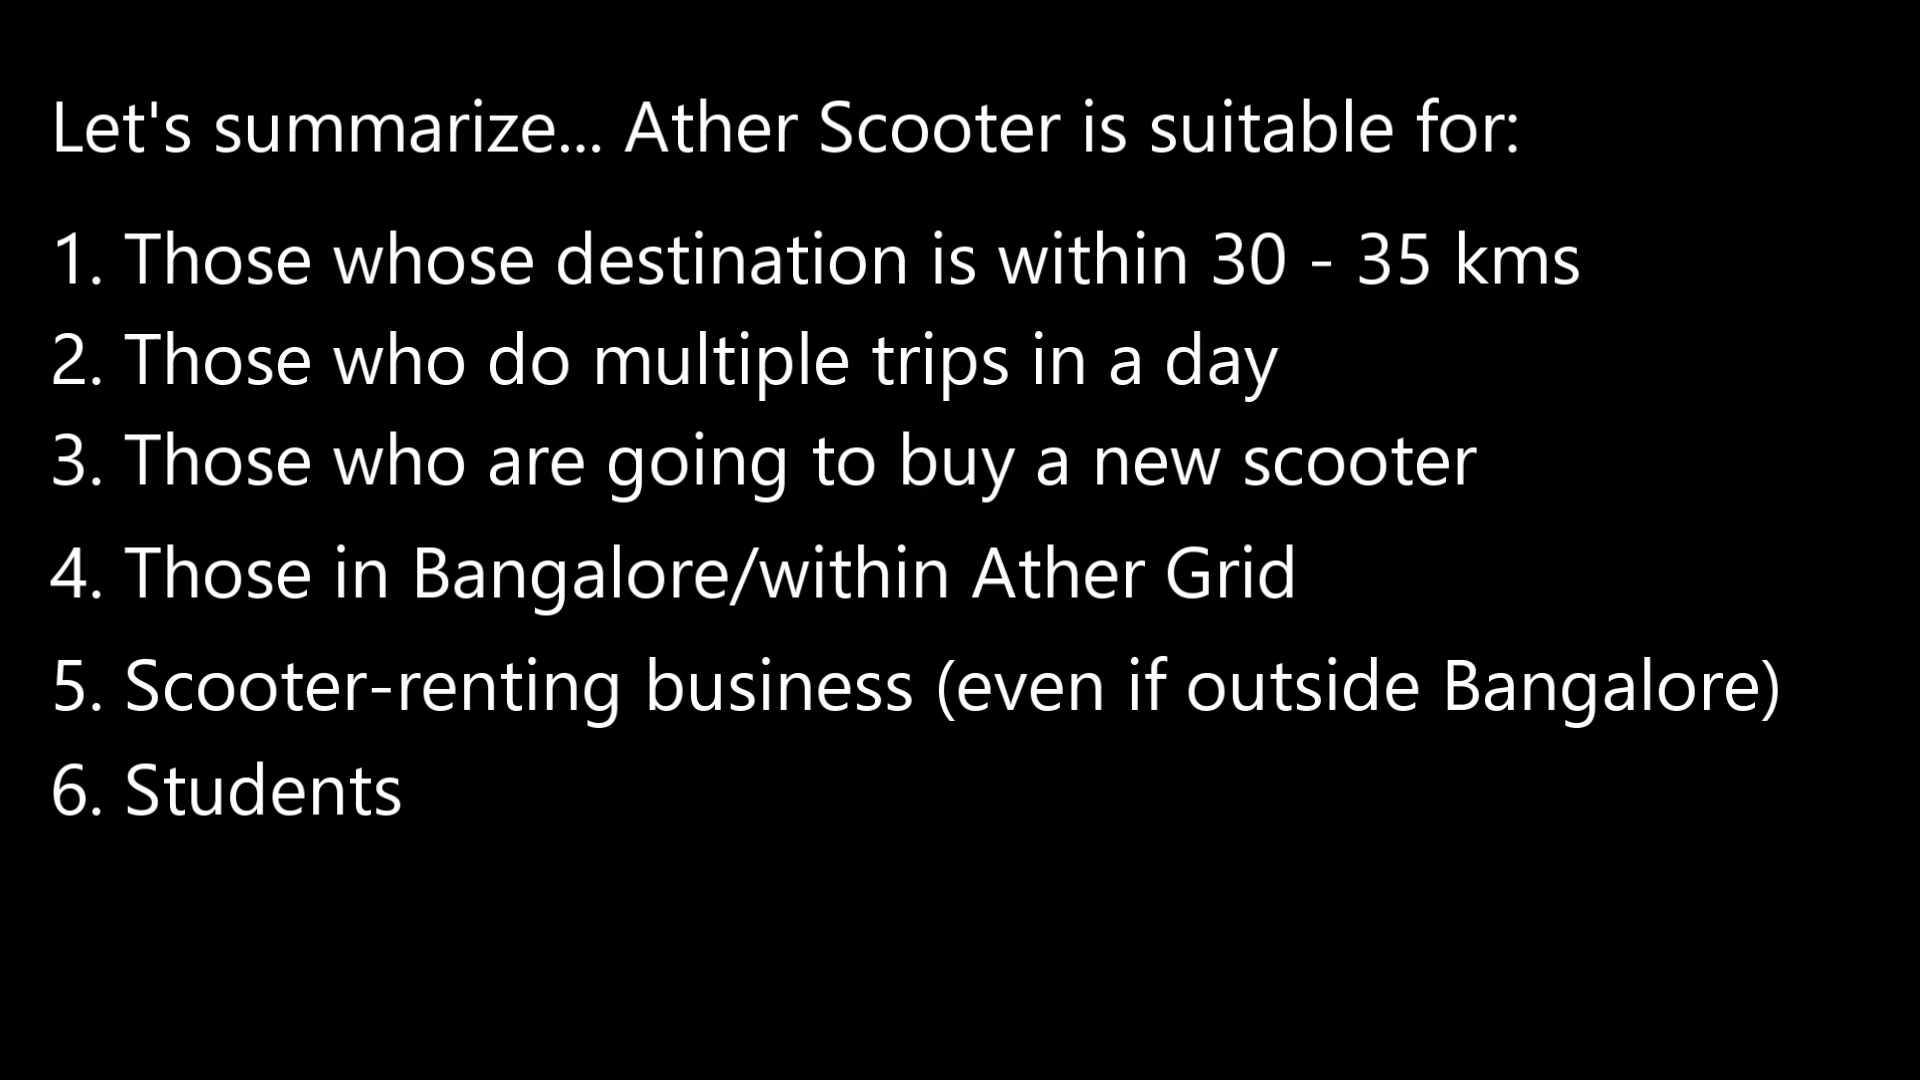 Let's summarize... Ather Scooter is suitable for:
1. Those whose destination is within 30 - 35 kms
2. Those who do multiple trips in a day
3. Those who are going to buy a new scooter
4. Those in Bangalore/within Ather Grid
5. Scooter-renting business (even if outside Bangalore)
6. Students